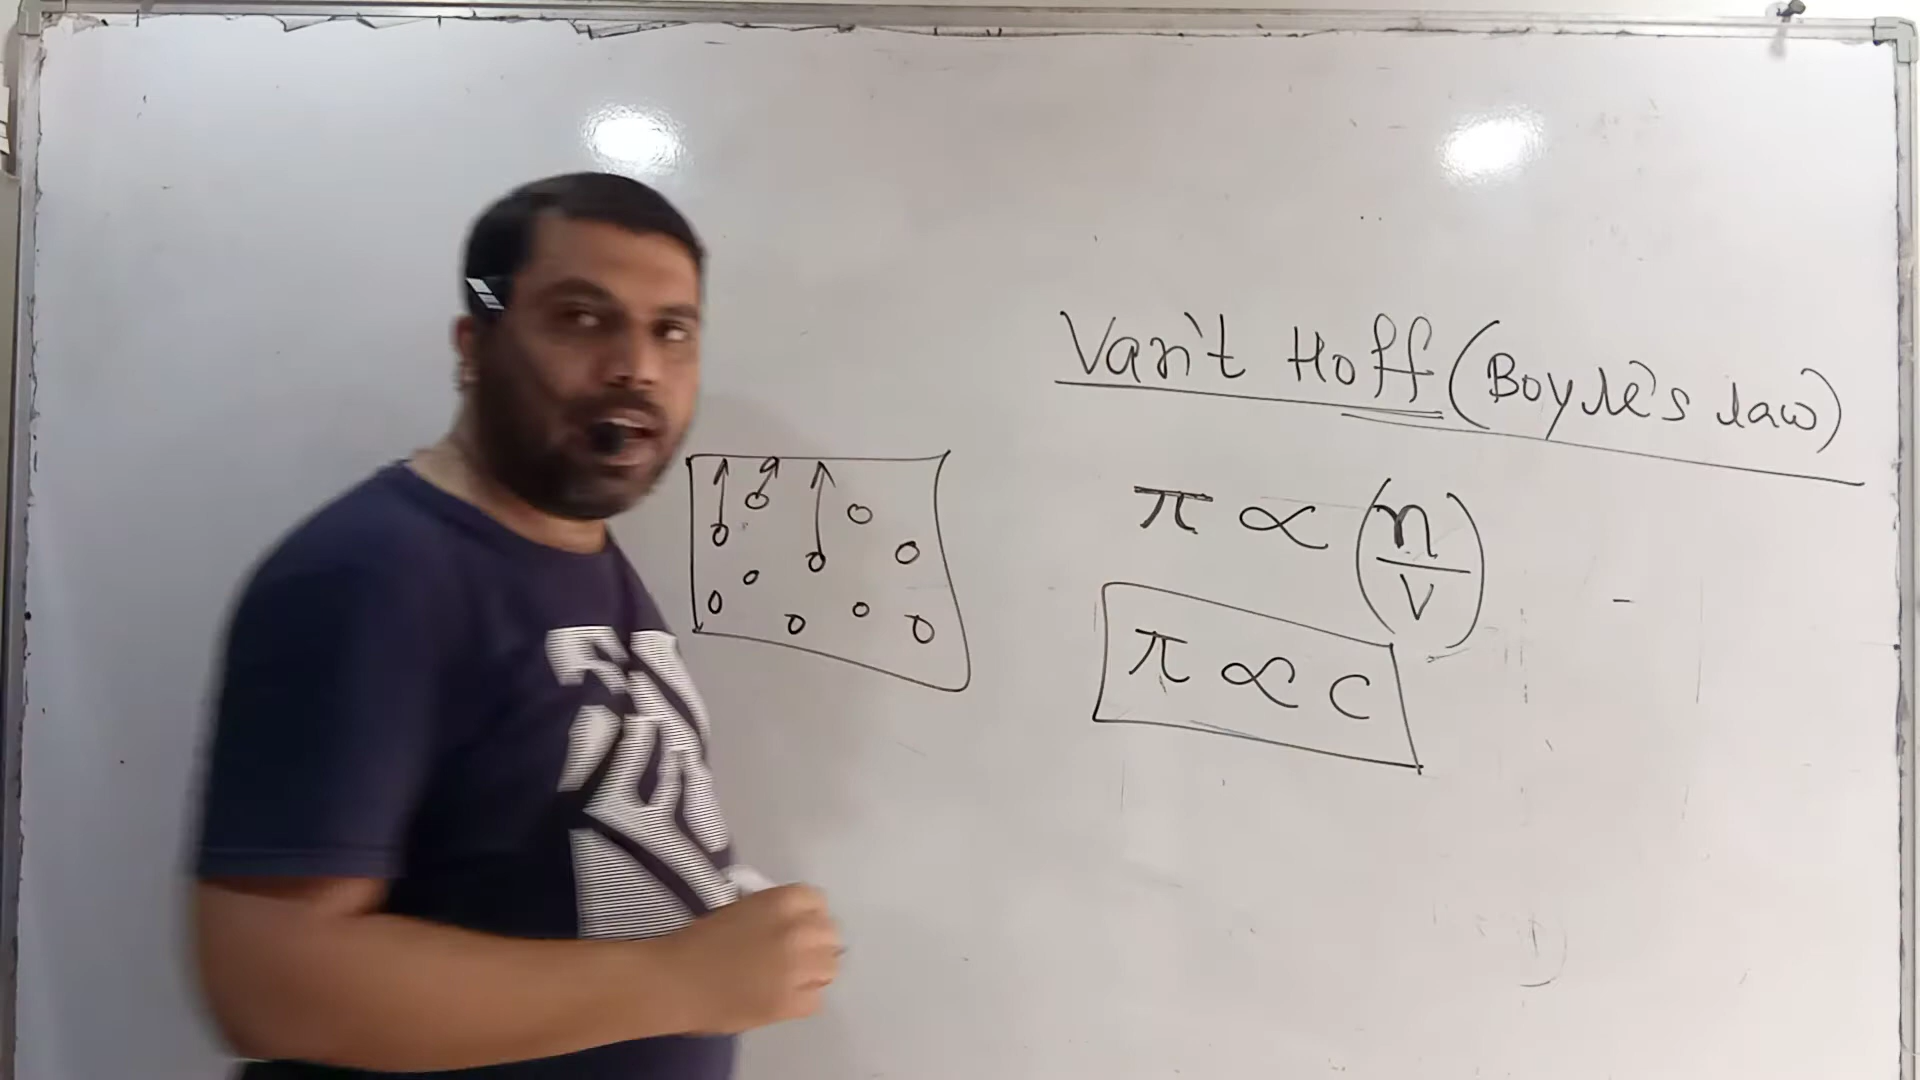 Van't Hoff (Boyle's law)
π ∝ (n/V)
π ∝ C